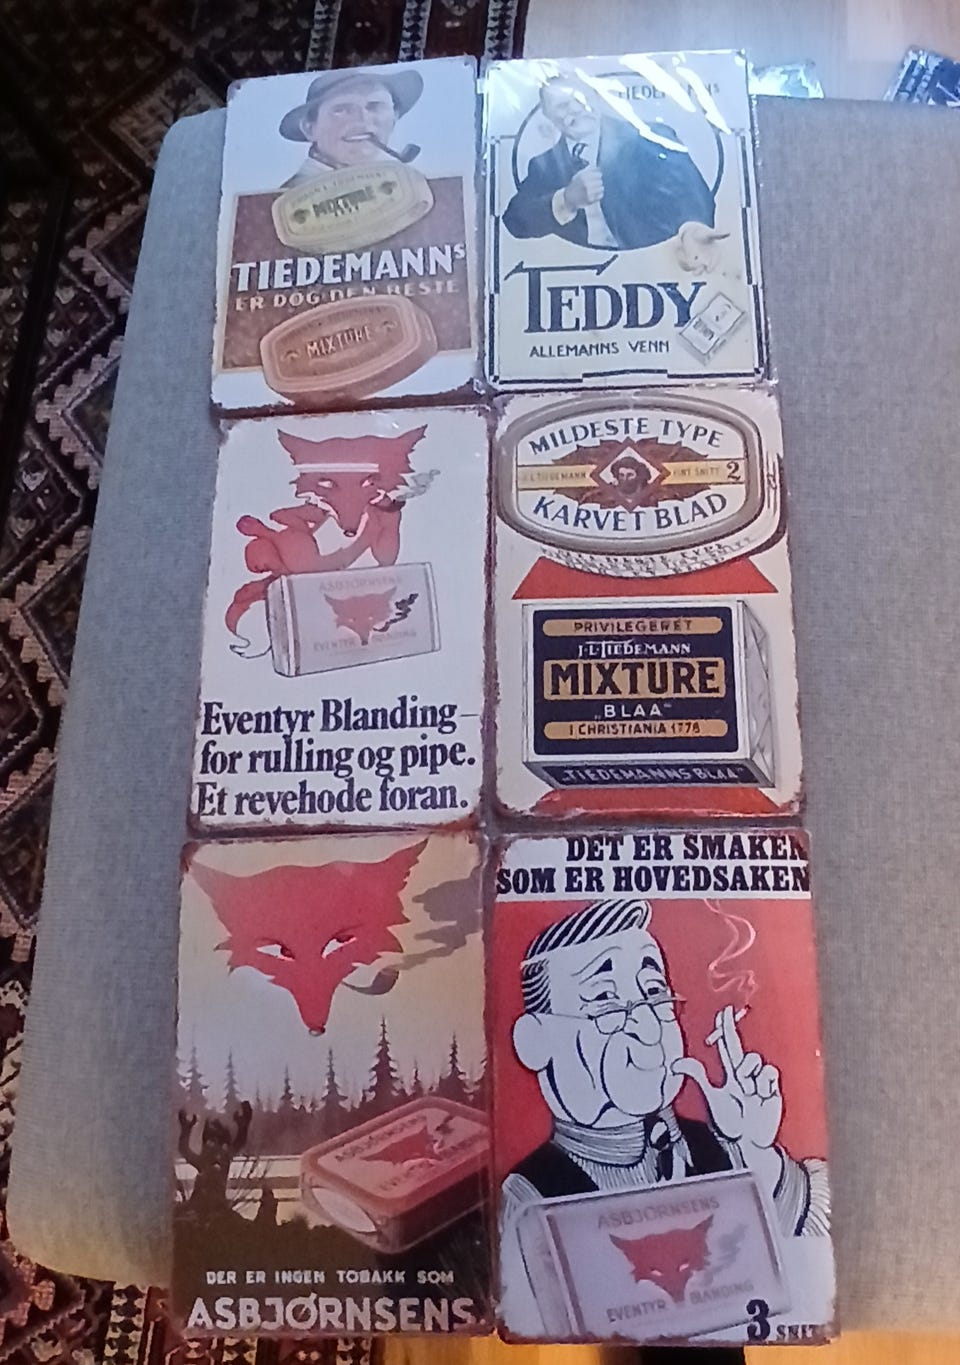 MIXTURE
TIEDEMANNS
ER DOG DEN BESTE
MIXTURE
TIEDEMANNS
TEDDY
ALLEMANNS VENN
ASBJØRNSENS
EVENTYR BLANDING
Eventyr Blanding –
for rulling og pipe.
Et revehode foran.
MILDESTE TYPE
J.L. TIEDEMANN
FINT SNITT 2
KARVET BLAD
PRIVILEGERET
J·L·TIEDEMANN
MIXTURE
"BLAA"
I CHRISTIANIA 1778
"TIEDEMANNS BLAA"
ASBJØRNSENS
DER ER INGEN TOBAKK SOM
ASBJØRNSENS
DET ER SMAKEN
SOM ER HOVEDSAKEN
ASBJØRNSENS
EVENTYR BLANDING
3 SNITT